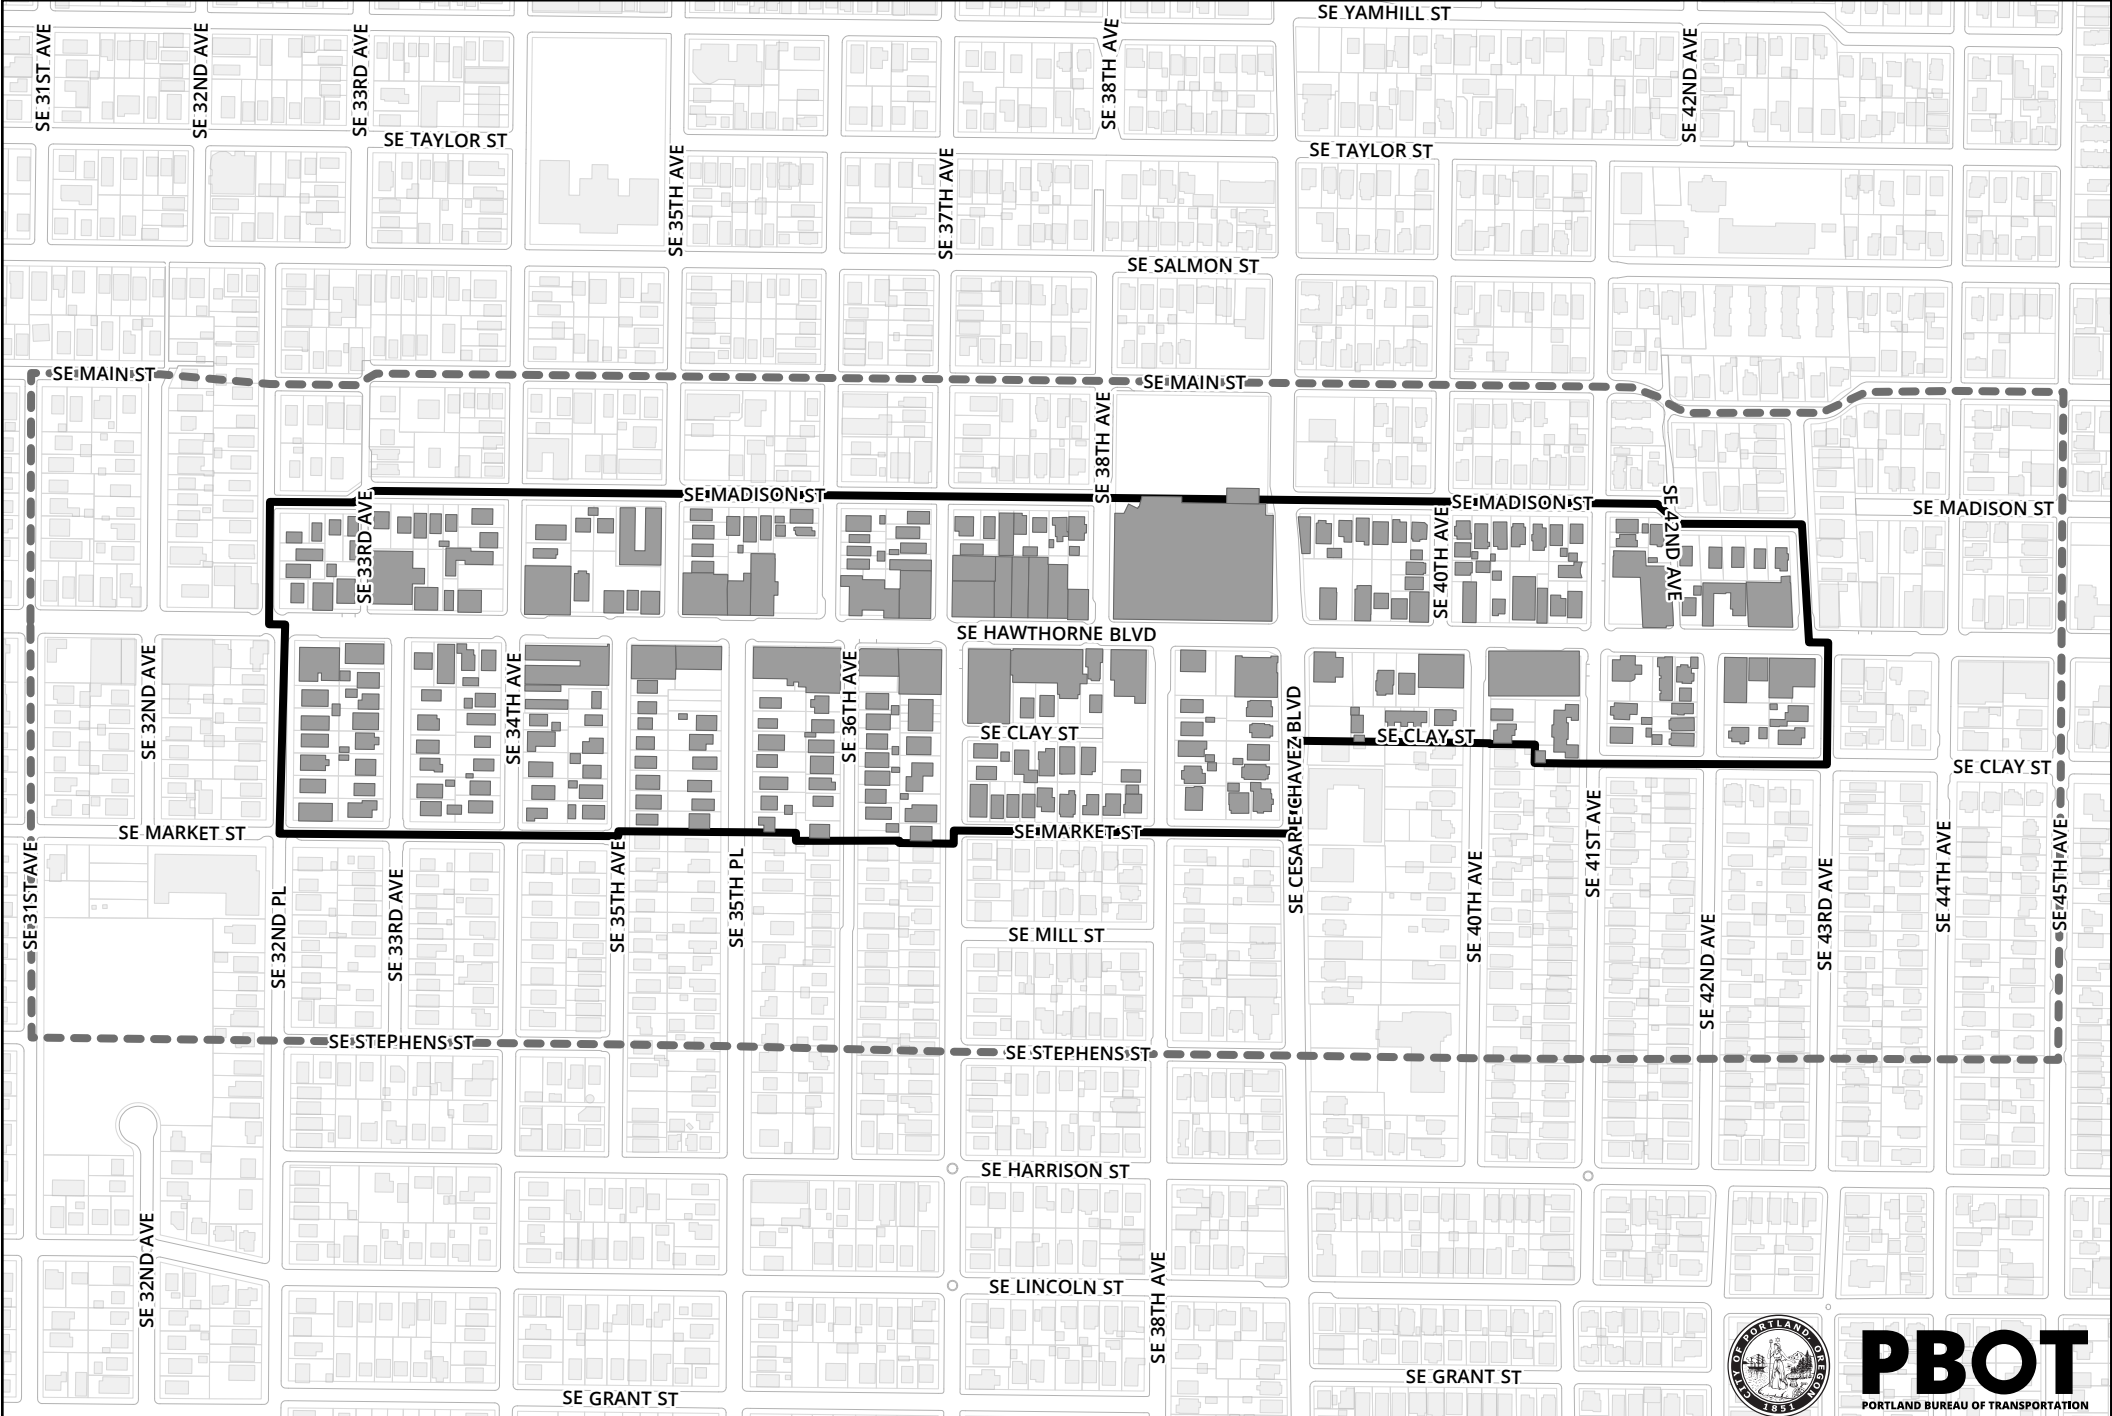 SE YAMHILL ST
SE 31ST AVE
SE 32ND AVE
SE 33RD AVE
SE 38TH AVE
SE 42ND AVE
SE TAYLOR ST
SE TAYLOR ST
SE 35TH AVE
SE 37TH AVE
SE SALMON ST
SE MAIN ST
SE MAIN ST
SE 38TH AVE
SE MADISON ST
SE MADISON ST
SE MADISON ST
SE 33RD AVE
SE 40TH AVE
SE 42ND AVE
SE HAWTHORNE BLVD
SE 32ND AVE
SE 34TH AVE
SE 36TH AVE
SE CLAY ST
SE CLAY ST
SE CLAY ST
SE CESAR E CHAVEZ BLVD
SE MARKET ST
SE MARKET ST
SE 31ST AVE
SE 32ND PL
SE 33RD AVE
SE 35TH AVE
SE 35TH PL
SE 40TH AVE
SE 41ST AVE
SE 42ND AVE
SE 43RD AVE
SE 44TH AVE
SE 45TH AVE
SE MILL ST
SE STEPHENS ST
SE STEPHENS ST
SE HARRISON ST
SE 32ND AVE
SE 38TH AVE
SE LINCOLN ST
SE GRANT ST
SE GRANT ST
CITY OF PORTLAND, OREGON
1851
PBOT
PORTLAND BUREAU OF TRANSPORTATION